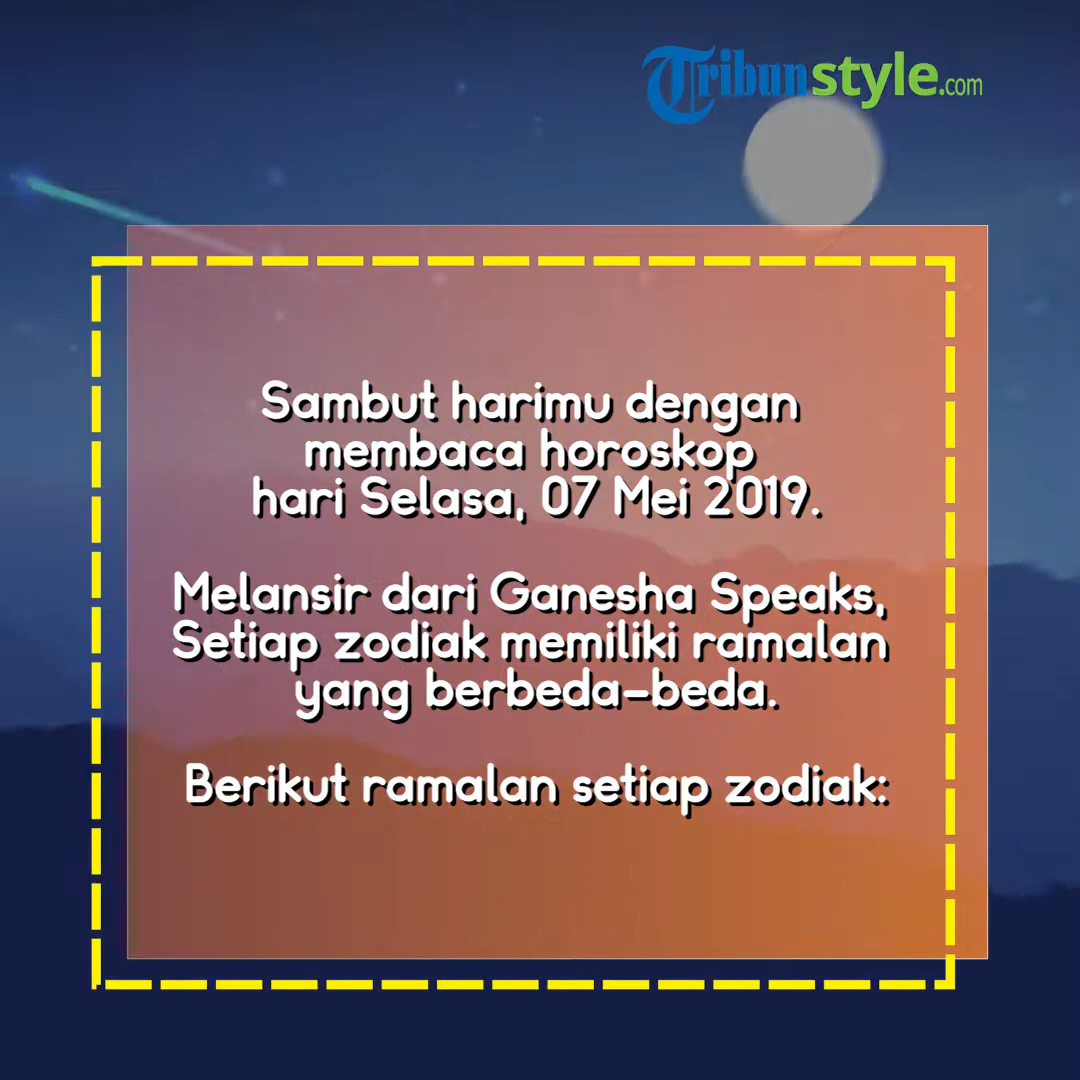 Tribunstyle.com
Sambut harimu dengan
membaca horoskop
hari Selasa, 07 Mei 2019.
Melansir dari Ganesha Speaks,
Setiap zodiak memiliki ramalan
yang berbeda-beda.
Berikut ramalan setiap zodiak: